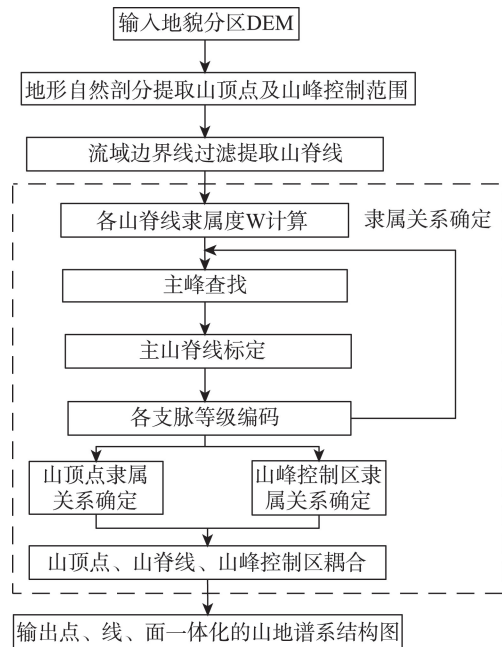 输入地貌分区DEM
地形自然剖分提取山顶点及山峰控制范围
流域边界线过滤提取山脊线
各山脊线隶属度W计算
隶属关系确定
主峰查找
主山脊线标定
各支脉等级编码
山顶点隶属
关系确定
山峰控制区隶
属关系确定
山顶点、山脊线、山峰控制区耦合
输出点、线、面一体化的山地谱系结构图